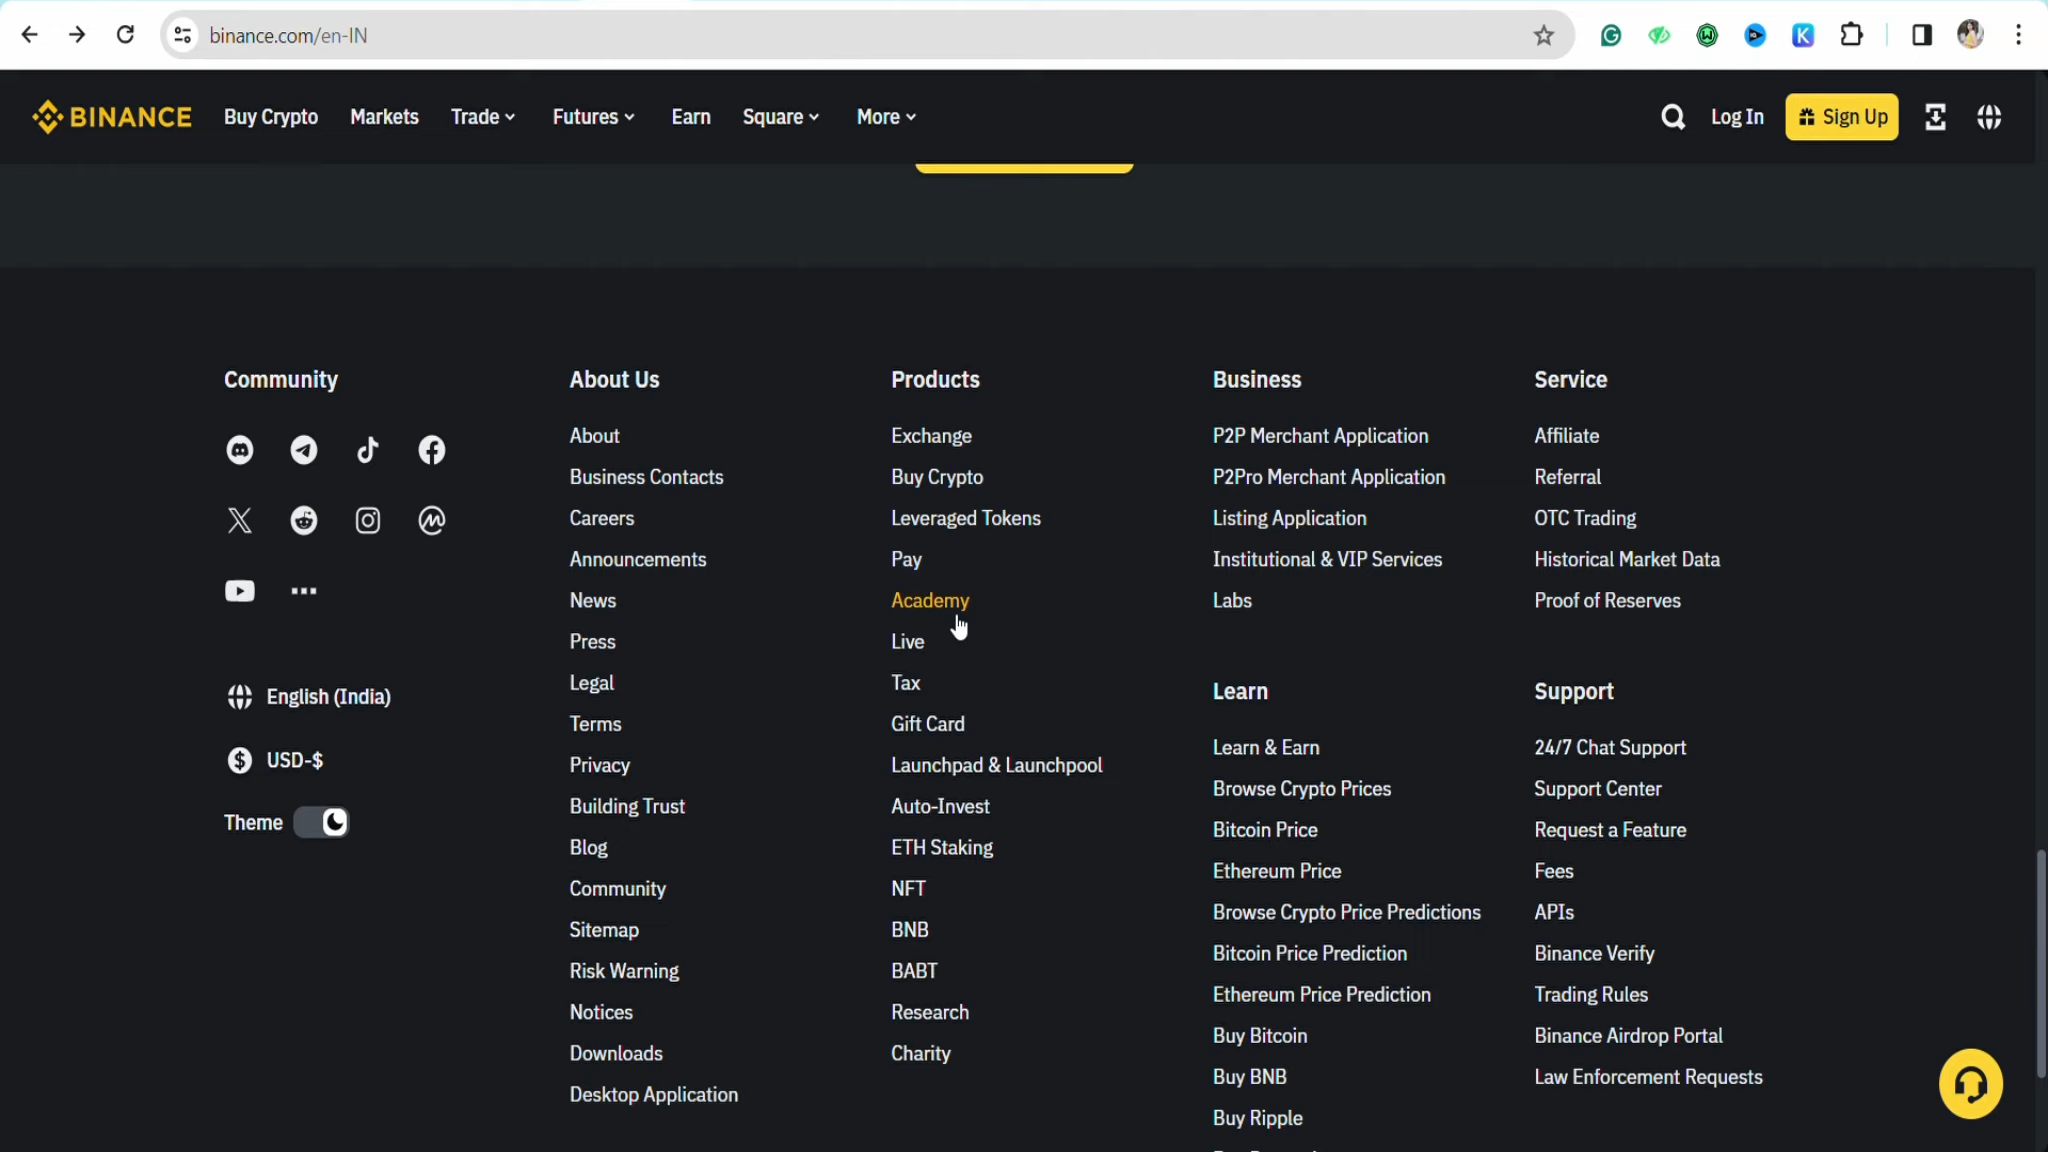 binance.com/en-IN
BINANCE Buy Crypto Markets Trade Futures Earn Square More Log In Sign Up
Community
English (India)
USD-$
Theme
About Us
About
Business Contacts
Careers
Announcements
News
Press
Legal
Terms
Privacy
Building Trust
Blog
Community
Sitemap
Risk Warning
Notices
Downloads
Desktop Application
Products
Exchange
Buy Crypto
Leveraged Tokens
Pay
Academy
Live
Tax
Gift Card
Launchpad & Launchpool
Auto-Invest
ETH Staking
NFT
BNB
BABT
Research
Charity
Business
P2P Merchant Application
P2Pro Merchant Application
Listing Application
Institutional & VIP Services
Labs
Learn
Learn & Earn
Browse Crypto Prices
Bitcoin Price
Ethereum Price
Browse Crypto Price Predictions
Bitcoin Price Prediction
Ethereum Price Prediction
Buy Bitcoin
Buy BNB
Buy Ripple
Service
Affiliate
Referral
OTC Trading
Historical Market Data
Proof of Reserves
Support
24/7 Chat Support
Support Center
Request a Feature
Fees
APIs
Binance Verify
Trading Rules
Binance Airdrop Portal
Law Enforcement Requests